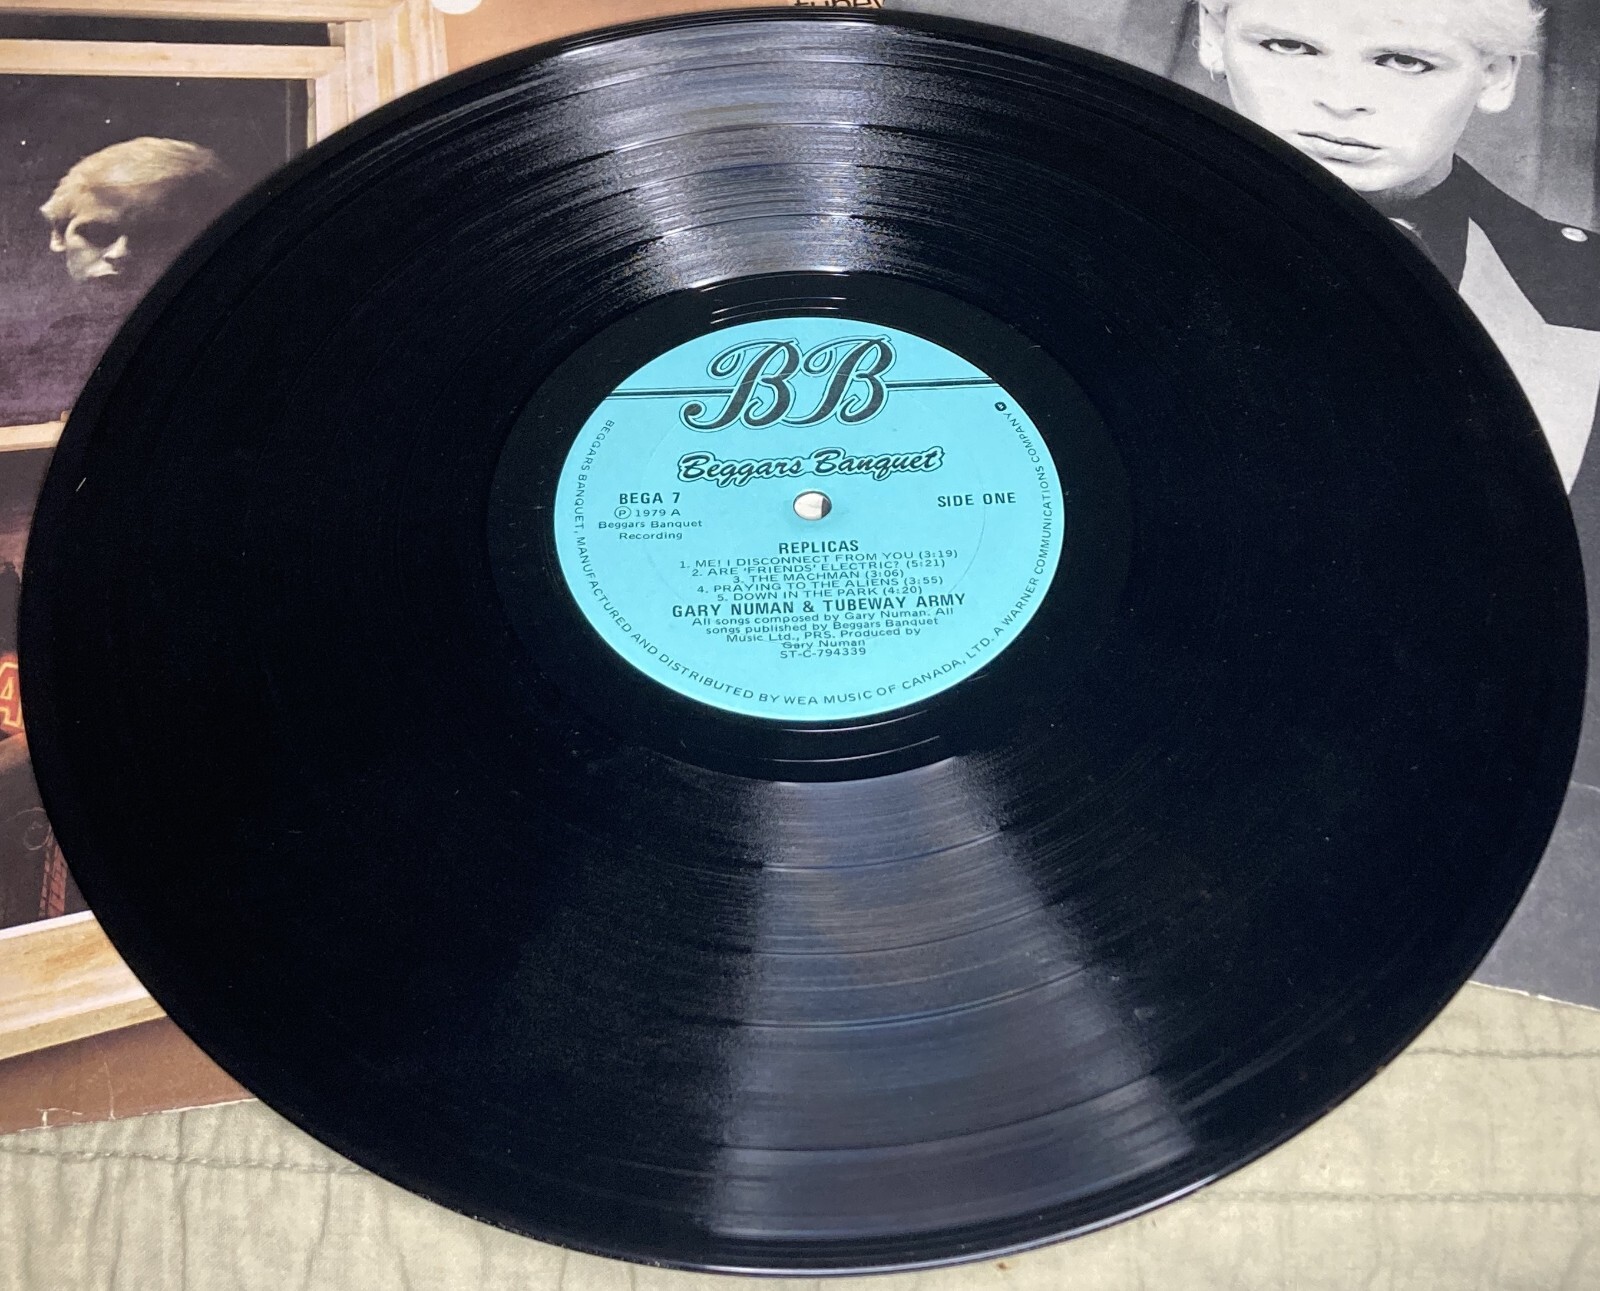 BB
Beggars Banquet
BEGA 7
SIDE ONE
Ⓟ 1979 A
Beggars Banquet
Recording
REPLICAS
1. ME! I DISCONNECT FROM YOU (3:19)
2. ARE 'FRIENDS' ELECTRIC? (5:21)
3. THE MACHMAN (3:06)
4. PRAYING TO THE ALIENS (3:55)
5. DOWN IN THE PARK (4:20)
GARY NUMAN & TUBEWAY ARMY
All songs composed by Gary Numan. All
songs published by Beggars Banquet
Music Ltd., PRS. Produced by
Gary Numan
ST-C-794339
BEGGARS BANQUET, MANUFACTURED AND DISTRIBUTED BY WEA MUSIC OF CANADA, LTD. A WARNER COMMUNICATIONS COMPANY